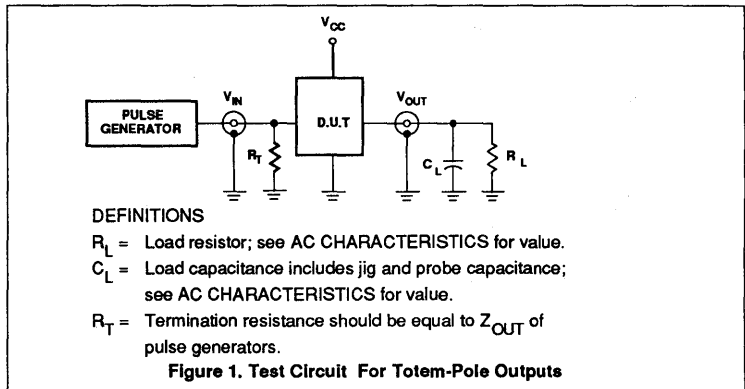 V_CC
V_IN
V_OUT
PULSE
GENERATOR
D.U.T
R_T
C_L
R_L
DEFINITIONS
R_L = Load resistor; see AC CHARACTERISTICS for value.
C_L = Load capacitance includes jig and probe capacitance;
see AC CHARACTERISTICS for value.
R_T = Termination resistance should be equal to Z_OUT of
pulse generators.
Figure 1. Test Circuit For Totem-Pole Outputs